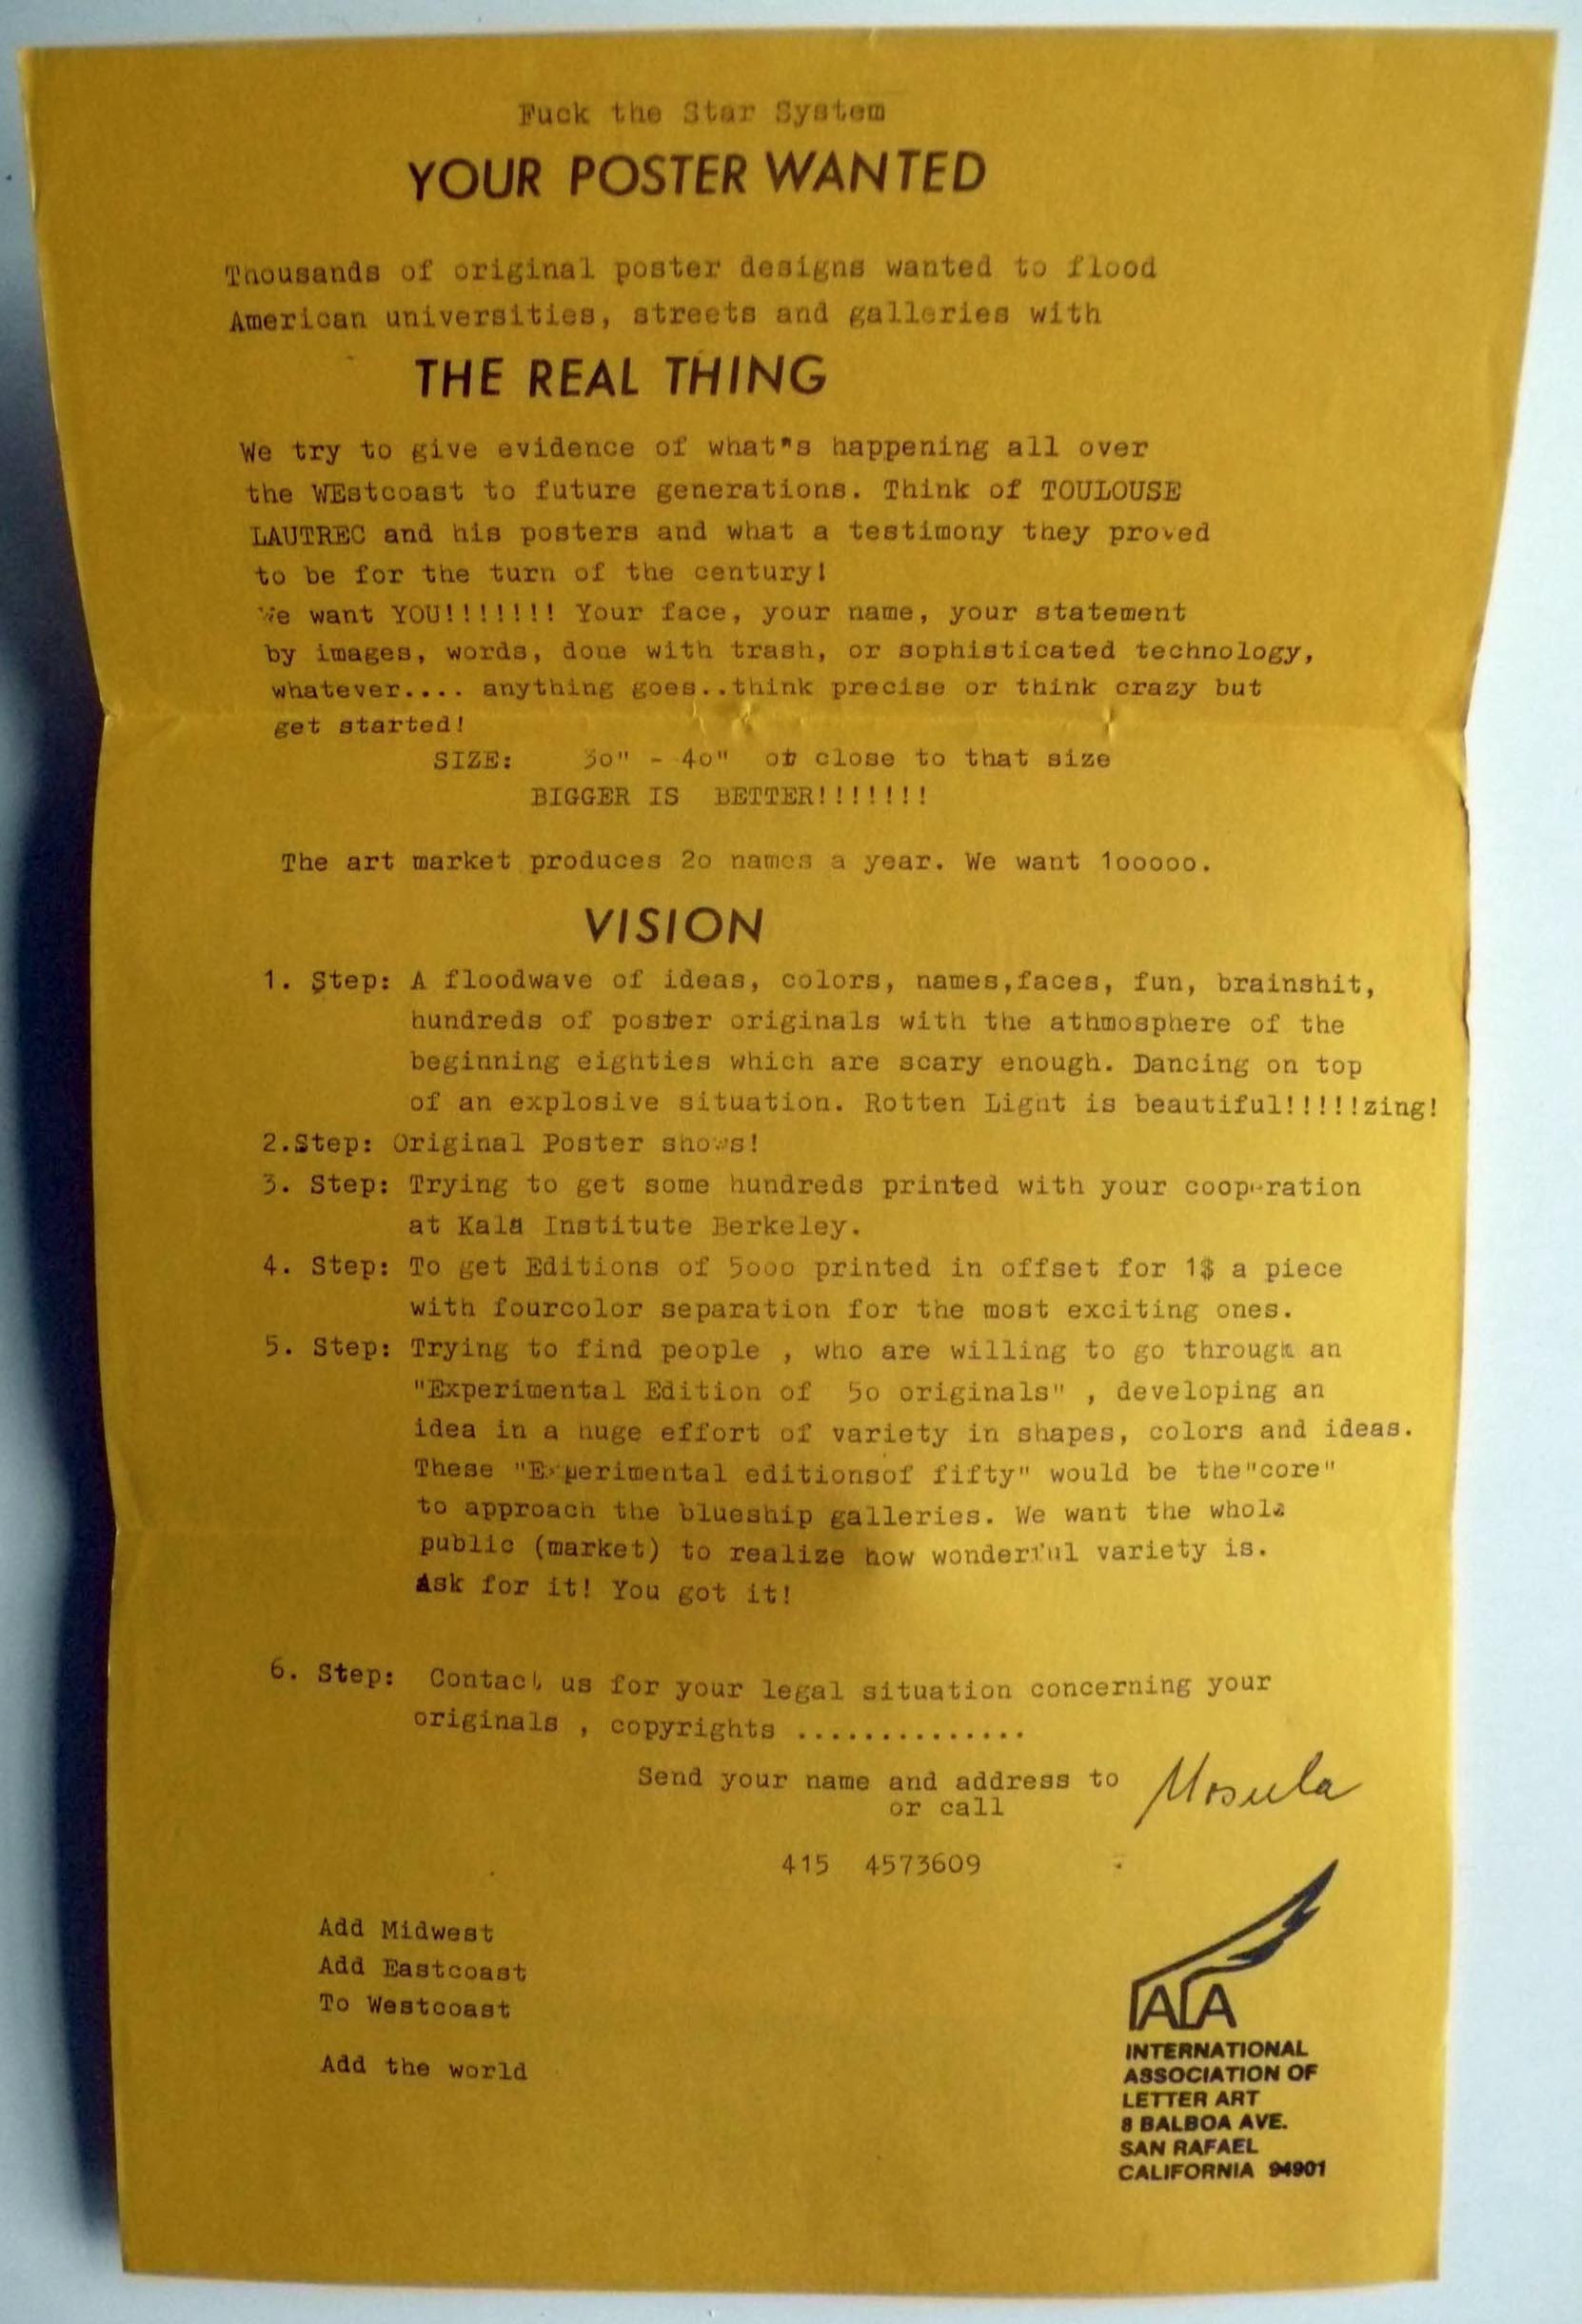 Fuck the Star System
YOUR POSTER WANTED
Thousands of original poster designs wanted to flood
American universities, streets and galleries with
THE REAL THING
We try to give evidence of what"s happening all over
the WEstcoast to future generations. Think of TOULOUSE
LAUTREC and his posters and what a testimony they proved
to be for the turn of the century!
We want YOU!!!!!!! Your face, your name, your statement
by images, words, done with trash, or sophisticated technology,
whatever.... anything goes..think precise or think crazy but
get started!
SIZE: 3o" - 4o" or close to that size
BIGGER IS BETTER!!!!!!!
The art market produces 2o names a year. We want 1ooooo.
VISION
1. Step: A floodwave of ideas, colors, names,faces, fun, brainshit,
hundreds of poster originals with the athmosphere of the
beginning eighties which are scary enough. Dancing on top
of an explosive situation. Rotten Light is beautiful!!!!!zing!
2.Step: Original Poster shows!
3. Step: Trying to get some hundreds printed with your cooperation
at Kala Institute Berkeley.
4. Step: To get Editions of 5ooo printed in offset for 1$ a piece
with fourcolor separation for the most exciting ones.
5. Step: Trying to find people , who are willing to go through an
"Experimental Edition of 5o originals" , developing an
idea in a huge effort of variety in shapes, colors and ideas.
These "Experimental editionsof fifty" would be the"core"
to approach the blueship galleries. We want the whole
public (market) to realize how wonderful variety is.
Ask for it! You got it!
6. Step: Contact us for your legal situation concerning your
originals , copyrights ..............
Send your name and address to
or call
415 4573609
Add Midwest
Add Eastcoast
To Westcoast
Add the world
IALA
INTERNATIONAL
ASSOCIATION OF
LETTER ART
8 BALBOA AVE.
SAN RAFAEL
CALIFORNIA 94901